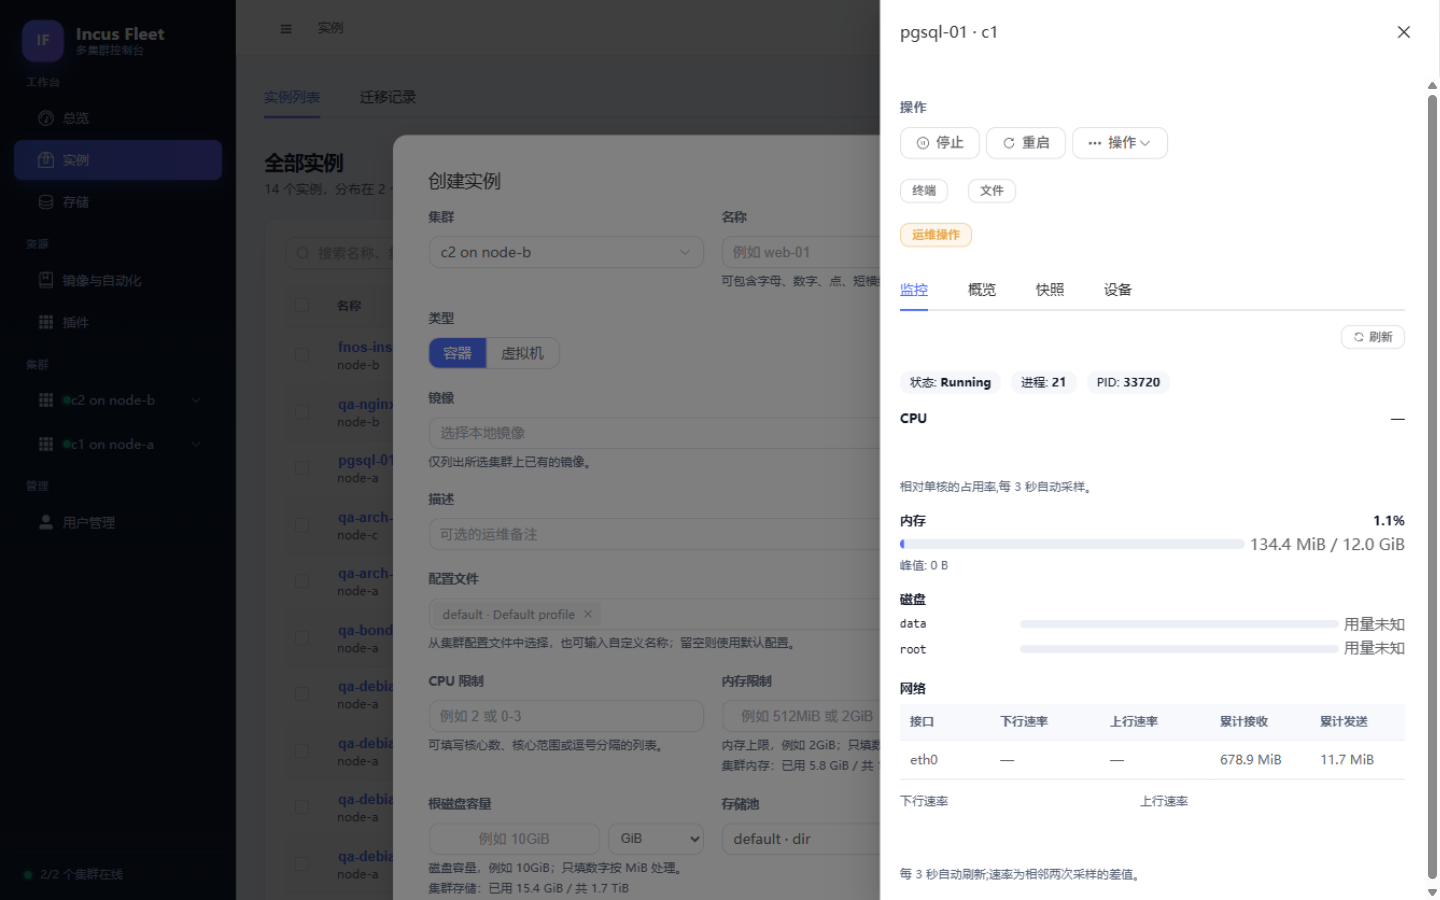 IF
Incus Fleet
多集群控制台
工作台
总览
实例
存储
资源
镜像与自动化
插件
集群
c2 on node-b
c1 on node-a
管理
用户管理
2/2 个集群在线
实例
实例列表
迁移记录
全部实例
14 个实例，分布在 2
搜索名称、
名称
fnos-ins
node-b
qa-nginx
node-b
pgsql-01
node-a
qa-arch-
node-c
qa-arch-
node-a
qa-bond
node-a
qa-debia
node-a
qa-debia
node-a
qa-debia
node-a
qa-debia
node-a
创建实例
集群
名称
c2 on node-b
例如 web-01
可包含字母、数字、点、短横
类型
容器
虚拟机
镜像
选择本地镜像
仅列出所选集群上已有的镜像。
描述
可选的运维备注
配置文件
default · Default profile ×
从集群配置文件中选择，也可输入自定义名称；留空则使用默认配置。
CPU 限制
内存限制
例如 2 或 0-3
例如 512MiB 或 2GiB
可填写核心数、核心范围或逗号分隔的列表。
内存上限，例如 2GiB；只填数
集群内存：已用 5.8 GiB / 共
根磁盘容量
存储池
例如 10GiB
GiB
default · dir
磁盘容量，例如 10GiB；只填数字按 MiB 处理。
集群存储：已用 15.4 GiB / 共 1.7 TiB
pgsql-01 · c1
操作
停止
重启
··· 操作
终端
文件
运维操作
监控
概览
快照
设备
刷新
状态: Running
进程: 21
PID: 33720
CPU
—
相对单核的占用率,每 3 秒自动采样。
内存
1.1%
134.4 MiB / 12.0 GiB
峰值: 0 B
磁盘
data
用量未知
root
用量未知
网络
接口 下行速率 上行速率 累计接收 累计发送
eth0 — — 678.9 MiB 11.7 MiB
下行速率
上行速率
每 3 秒自动刷新;速率为相邻两次采样的差值。